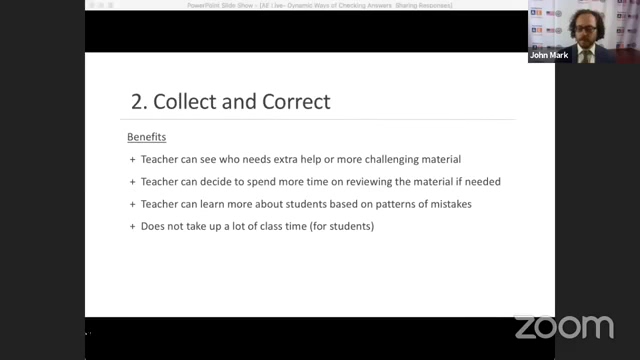 PowerPoint Slide Show - [AE Live- Dynamic Ways of Checking Answers Sharing Responses]
John Mark
2. Collect and Correct
Benefits
+ Teacher can see who needs extra help or more challenging material
+ Teacher can decide to spend more time on reviewing the material if needed
+ Teacher can learn more about students based on patterns of mistakes
+ Does not take up a lot of class time (for students)
zoom